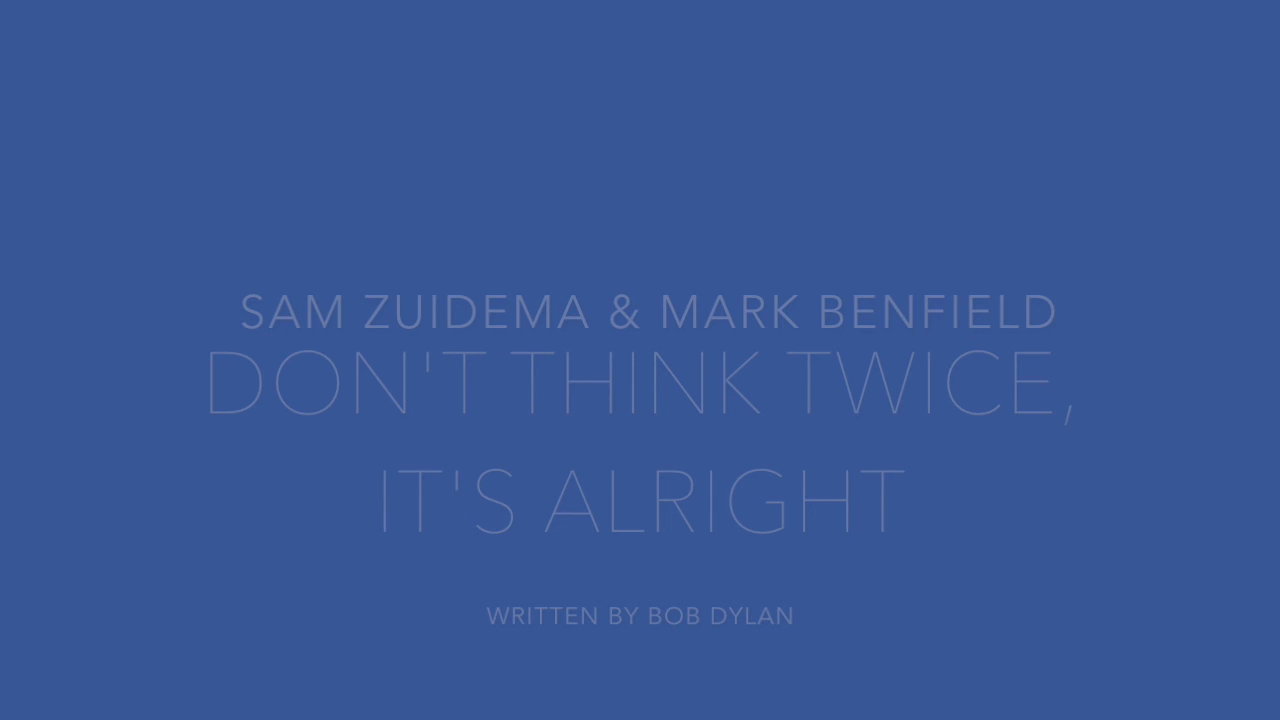 SAM ZUIDEMA & MARK BENFIELD
DON'T THINK TWICE,
IT'S ALRIGHT
WRITTEN BY BOB DYLAN